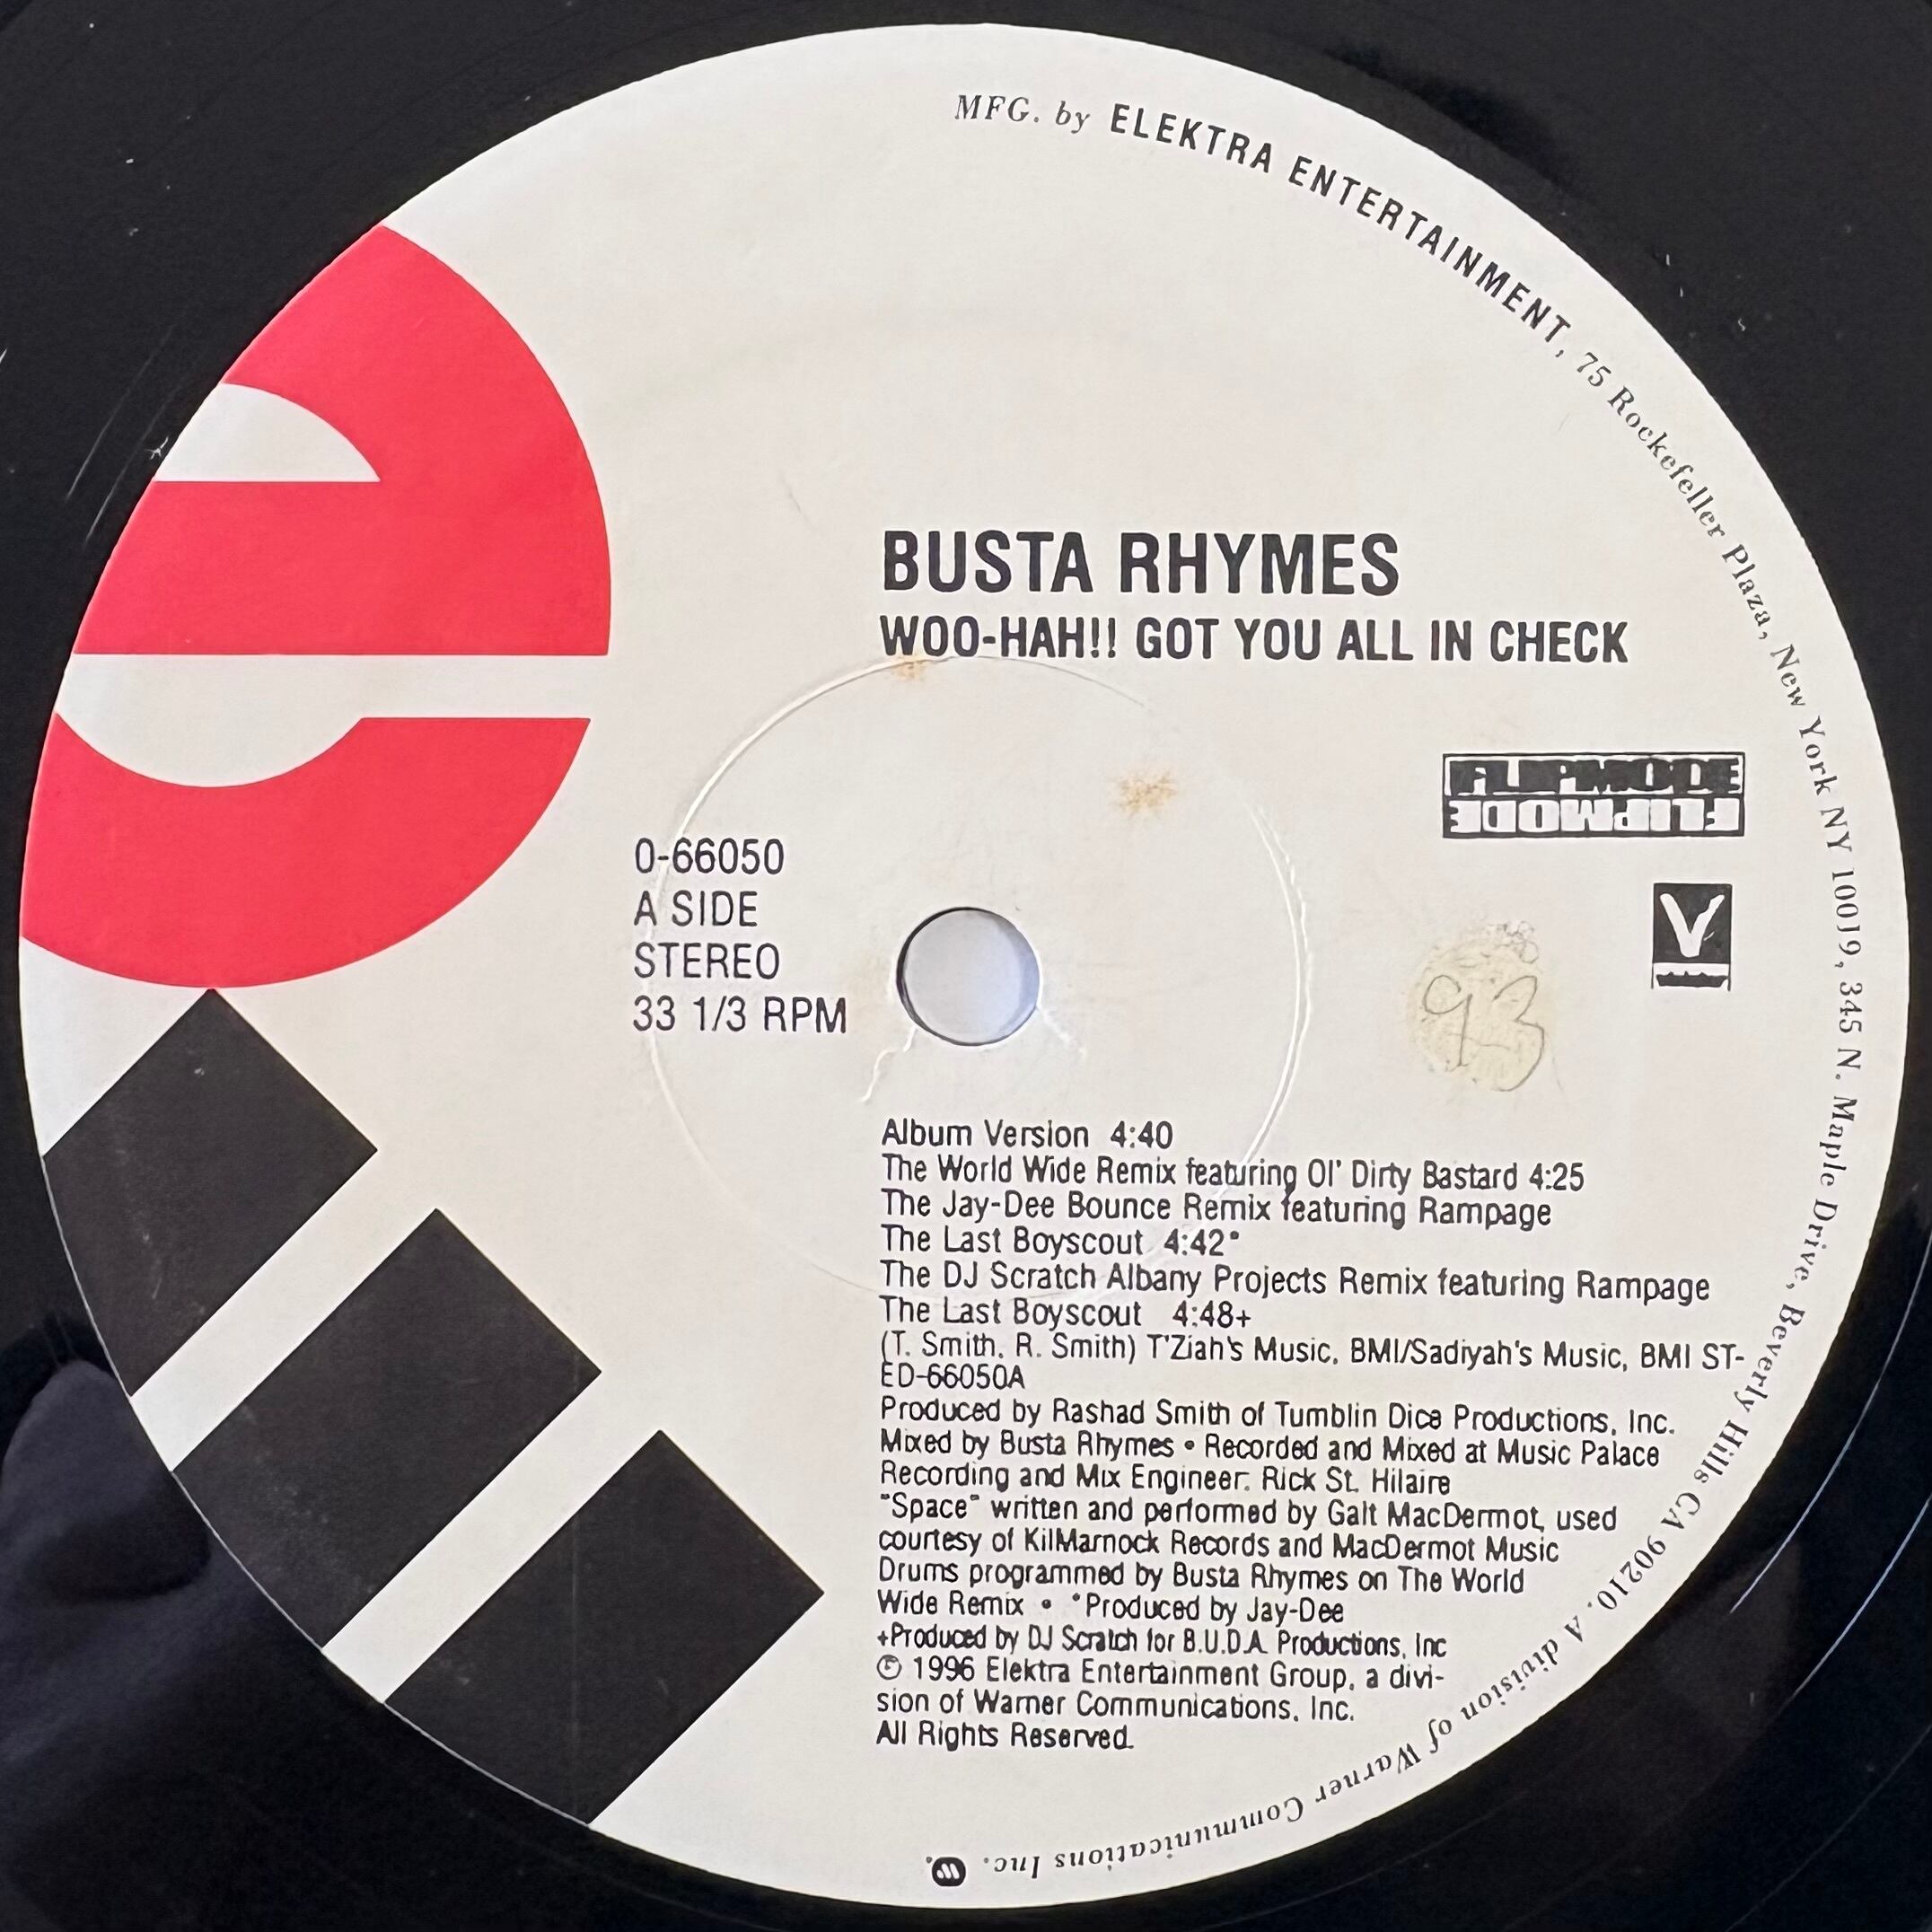 MFG. by ELEKTRA ENTERTAINMENT, 75 Rockefeller Plaza, New York NY 10019, 345 N. Maple Drive, Beverly Hills CA 90210. A division of Warner Communications Inc.
BUSTA RHYMES
WOO-HAH!! GOT YOU ALL IN CHECK
FLIPMODE
FLIPMODE
V
0-66050
A SIDE
STEREO
33 1/3 RPM
93
Album Version 4:40
The World Wide Remix featuring Ol' Dirty Bastard 4:25
The Jay-Dee Bounce Remix featuring Rampage
The Last Boyscout 4:42*
The DJ Scratch Albany Projects Remix featuring Rampage
The Last Boyscout 4:48+
(T. Smith, R. Smith) T'Ziah's Music, BMI/Sadiyah's Music, BMI ST-
ED-66050A
Produced by Rashad Smith of Tumblin Dice Productions, Inc.
Mixed by Busta Rhymes • Recorded and Mixed at Music Palace
Recording and Mix Engineer: Rick St. Hilaire
"Space" written and performed by Galt MacDermot, used
courtesy of KilMarnock Records and MacDermot Music
Drums programmed by Busta Rhymes on The World
Wide Remix • *Produced by Jay-Dee
+Produced by DJ Scratch for B.U.D.A. Productions, Inc
℗ 1996 Elektra Entertainment Group, a divi-
sion of Warner Communications, Inc.
All Rights Reserved.